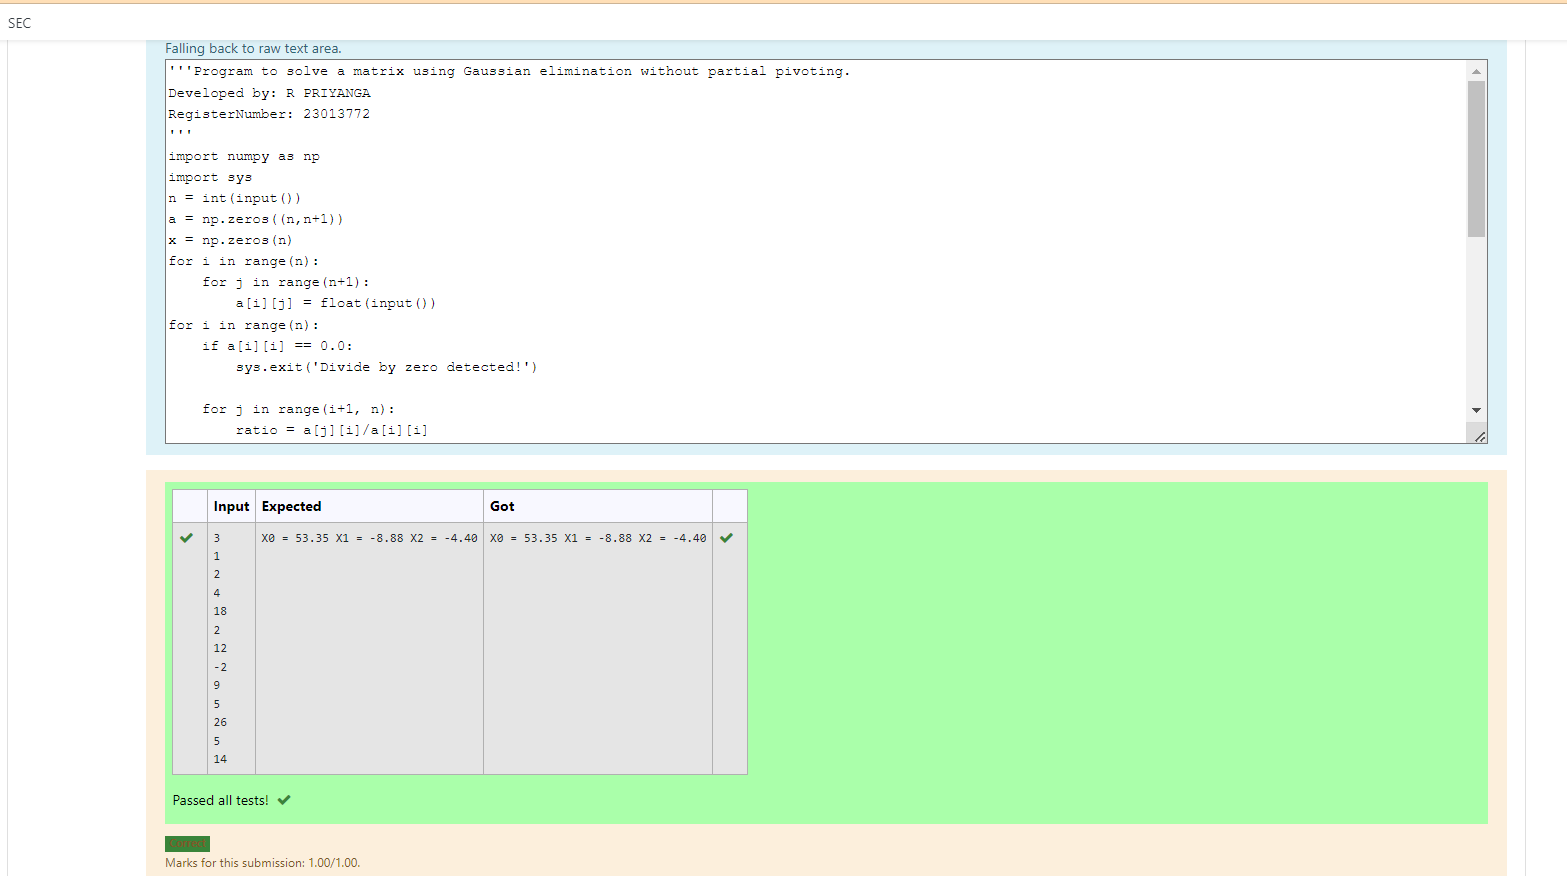 SEC
Falling back to raw text area.
'''Program to solve a matrix using Gaussian elimination without partial pivoting.
Developed by: R PRIYANGA
RegisterNumber: 23013772
'''
import numpy as np
import sys
n = int(input())
a = np.zeros((n,n+1))
x = np.zeros(n)
for i in range(n):
    for j in range(n+1):
        a[i][j] = float(input())
for i in range(n):
    if a[i][i] == 0.0:
        sys.exit('Divide by zero detected!')
    for j in range(i+1, n):
        ratio = a[j][i]/a[i][i]
Input Expected Got
3 X0 = 53.35 X1 = -8.88 X2 = -4.40 X0 = 53.35 X1 = -8.88 X2 = -4.40
1
2
4
18
2
12
-2
9
5
26
5
14
Passed all tests!
Correct
Marks for this submission: 1.00/1.00.